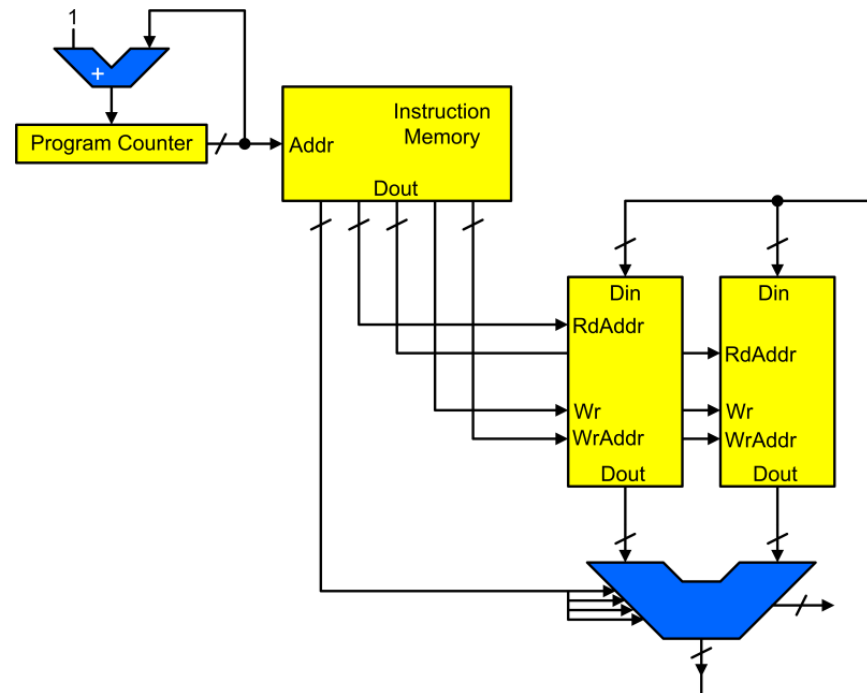 1
+
Program Counter
Instruction
Memory
Addr
Dout
Din
Din
RdAddr
RdAddr
Wr
Wr
WrAddr
WrAddr
Dout
Dout